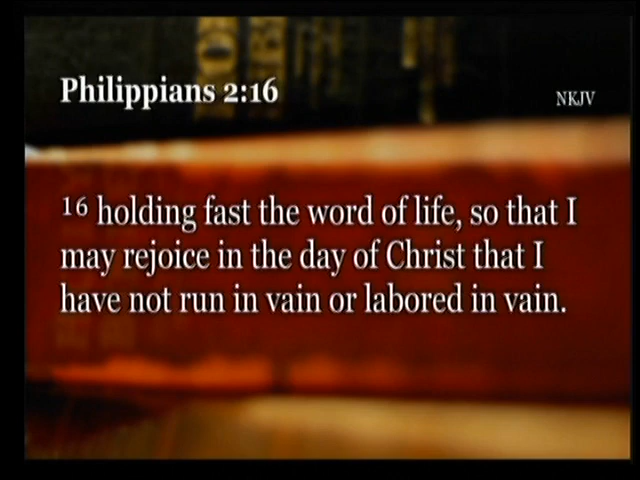 Philippians 2:16
NKJV
16 holding fast the word of life, so that I
may rejoice in the day of Christ that I
have not run in vain or labored in vain.